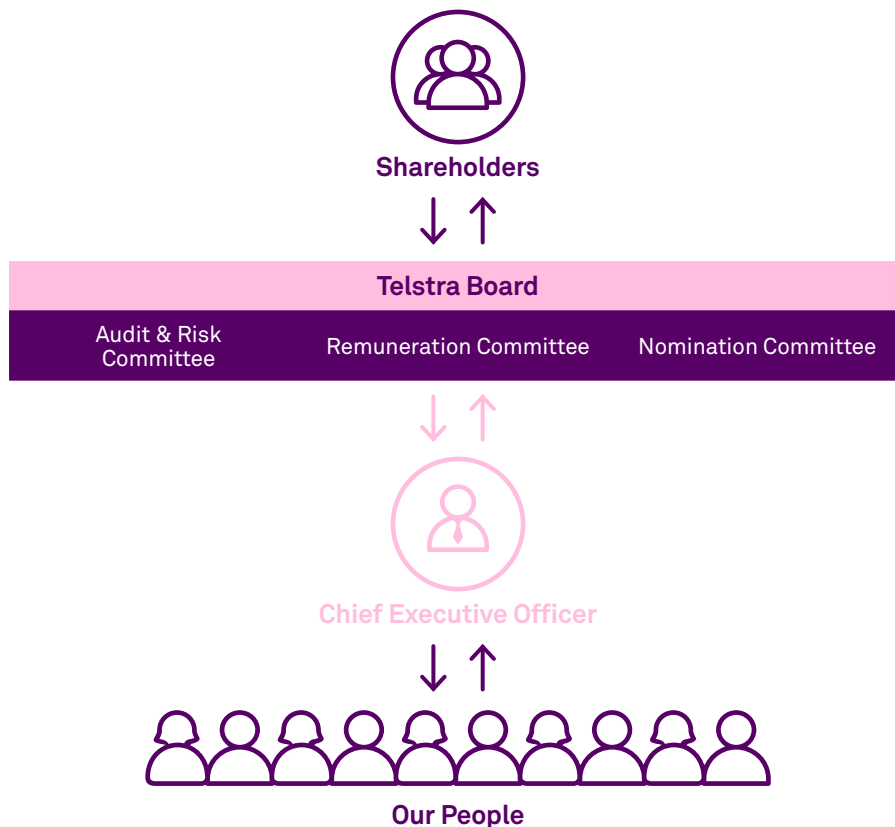 Shareholders
Telstra Board
Audit & Risk
Committee
Remuneration Committee
Nomination Committee
Chief Executive Officer
Our People